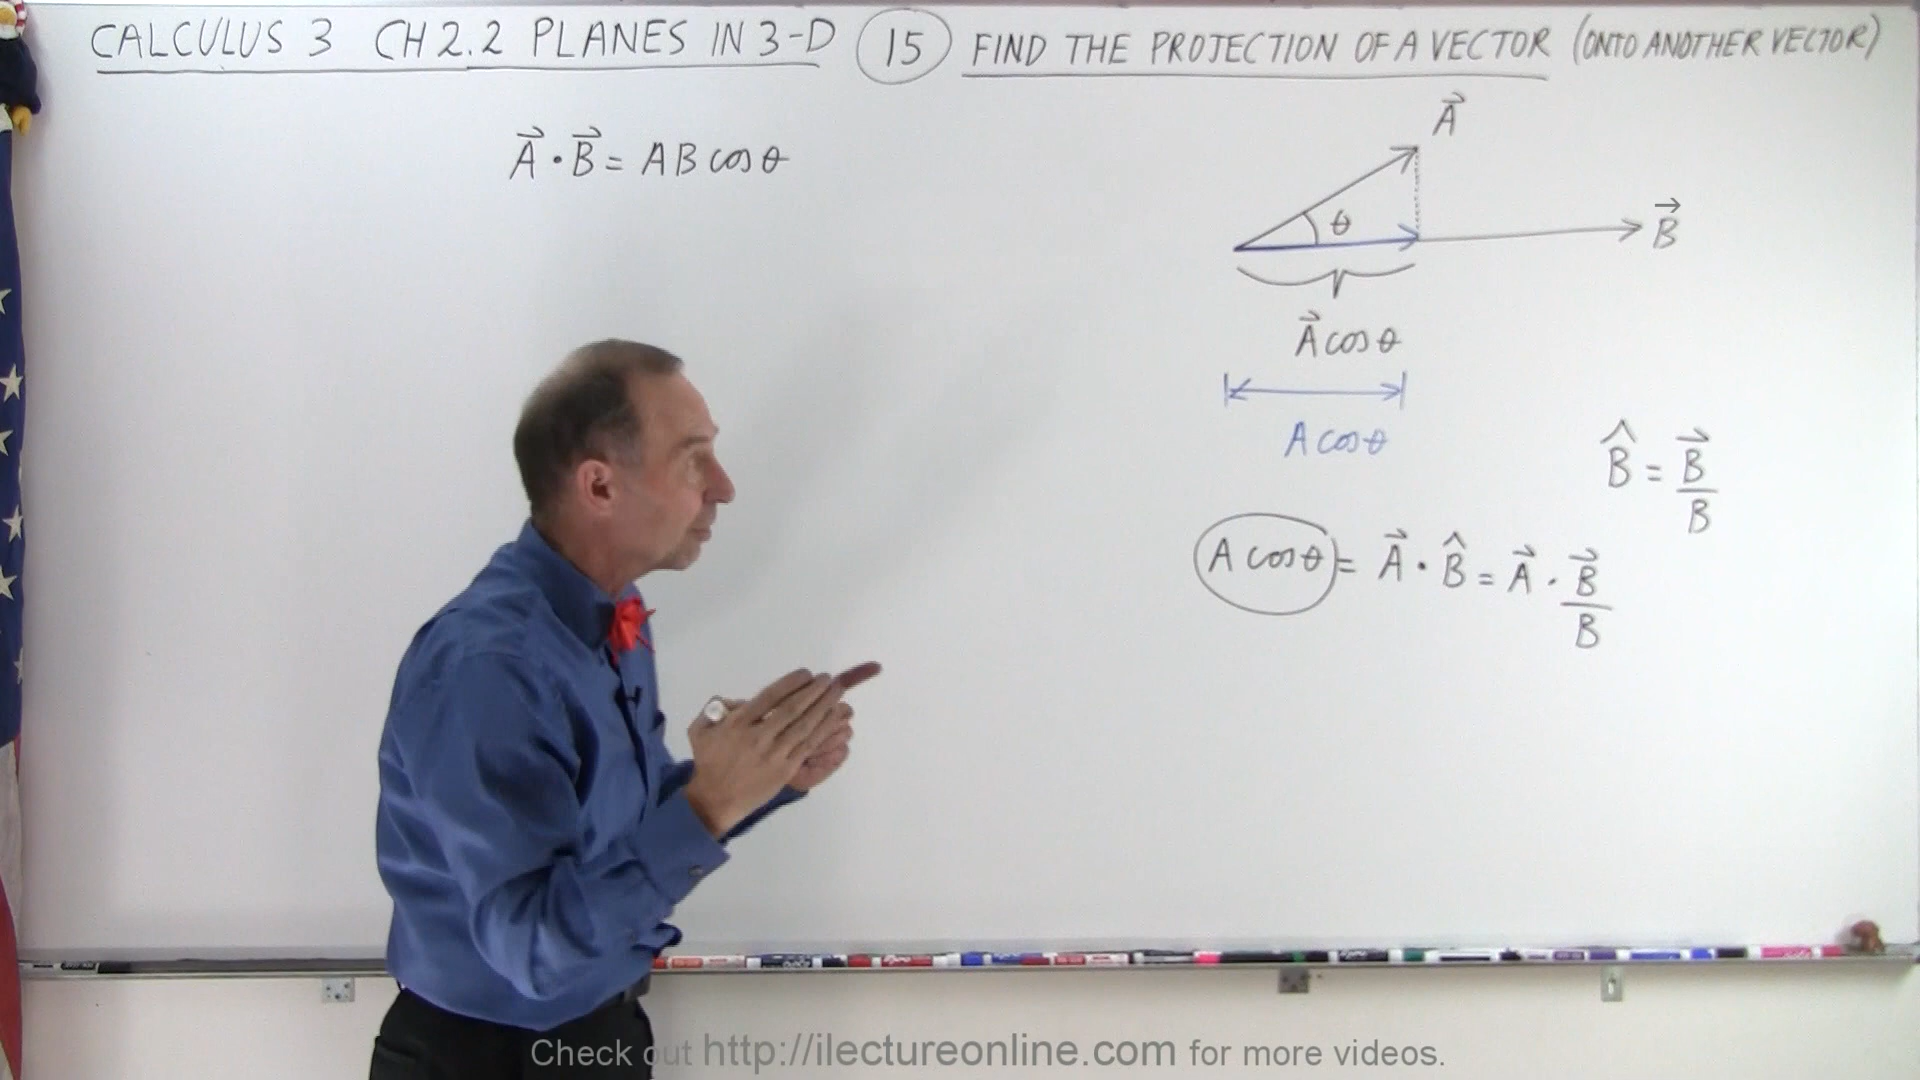 CALCULUS 3 CH 2.2 PLANES IN 3-D 15 FIND THE PROJECTION OF A VECTOR (ONTO ANOTHER VECTOR)
A⃗ · B⃗ = AB cos θ
A⃗
θ
B⃗
A⃗ cos θ
A cos θ
B̂ = B⃗/B
A cos θ = A⃗ · B̂ = A⃗ · B⃗/B
Check out http://ilectureonline.com for more videos.